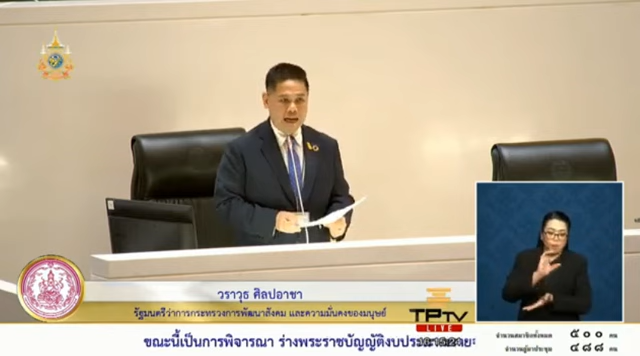 วราวุธ ศิลปอาชา
รัฐมนตรีว่าการกระทรวงการพัฒนาสังคม และความมั่นคงของมนุษย์
TPTV
LIVE
ขณะนี้เป็นการพิจารณา ร่างพระราชบัญญัติงบประมาณ
จำนวนสมาชิกทั้งหมด ๕๐๐ คน
จำนวนผู้มาประชุม ๔๘๘ คน